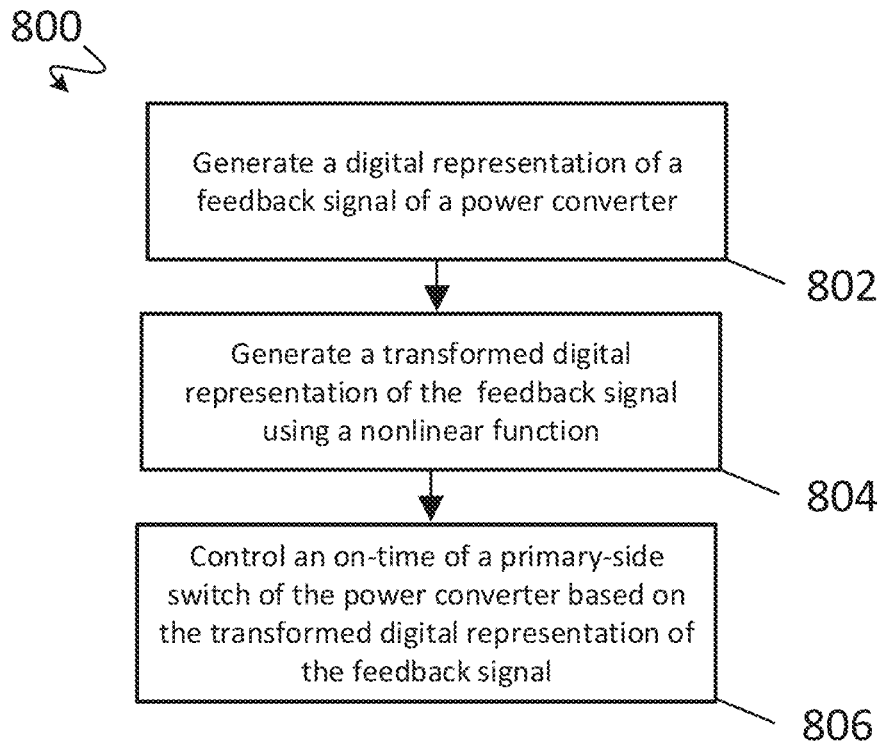 800
Generate a digital representation of a
feedback signal of a power converter
802
Generate a transformed digital
representation of the feedback signal
using a nonlinear function
804
Control an on-time of a primary-side
switch of the power converter based on
the transformed digital representation of
the feedback signal
806